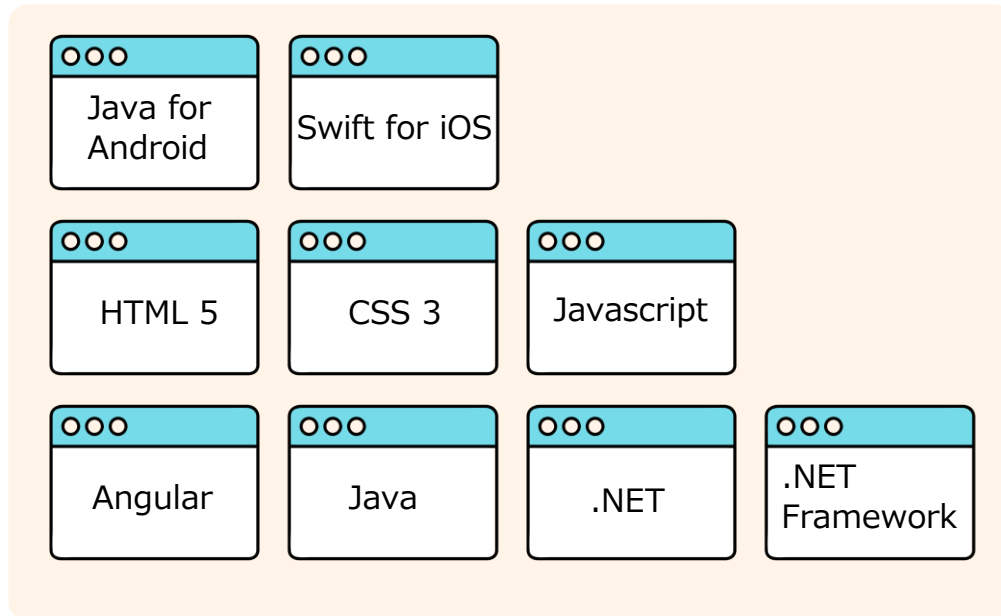 Java for
Android
Swift for iOS
HTML 5
CSS 3
Javascript
Angular
Java
.NET
.NET
Framework